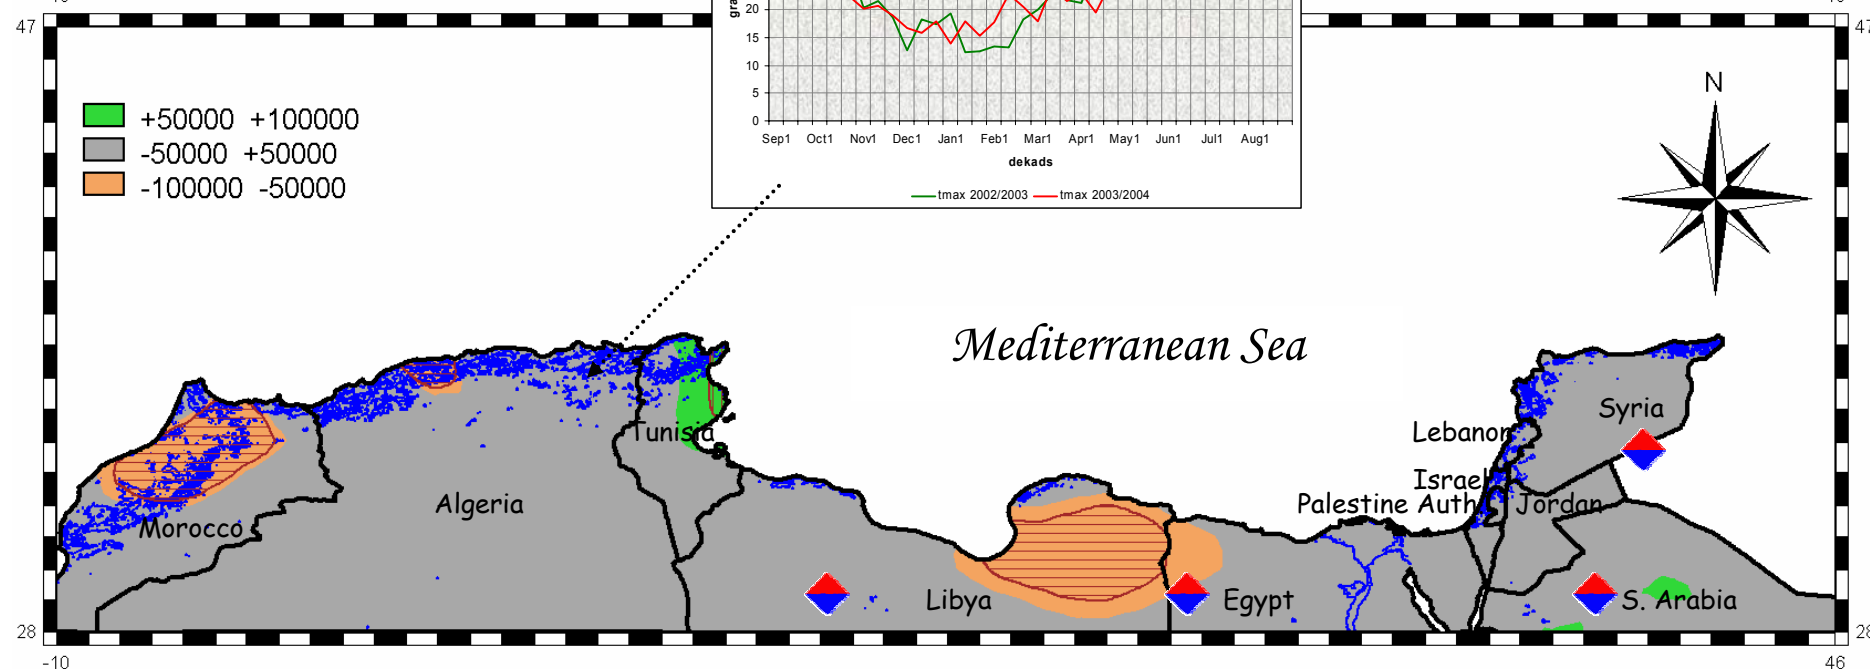 47
47
gra
20
15
10
5
0
Sep1 Oct1 Nov1 Dec1 Jan1 Feb1 Mar1 Apr1 May1 Jun1 Jul1 Aug1
dekads
tmax 2002/2003 tmax 2003/2004
+50000 +100000
-50000 +50000
-100000 -50000
N
Mediterranean Sea
Syria
Tunisia
Lebanon
Israel
Algeria
Palestine Auth
Jordan
Morocco
Libya
Egypt
S. Arabia
28
28
-10
46